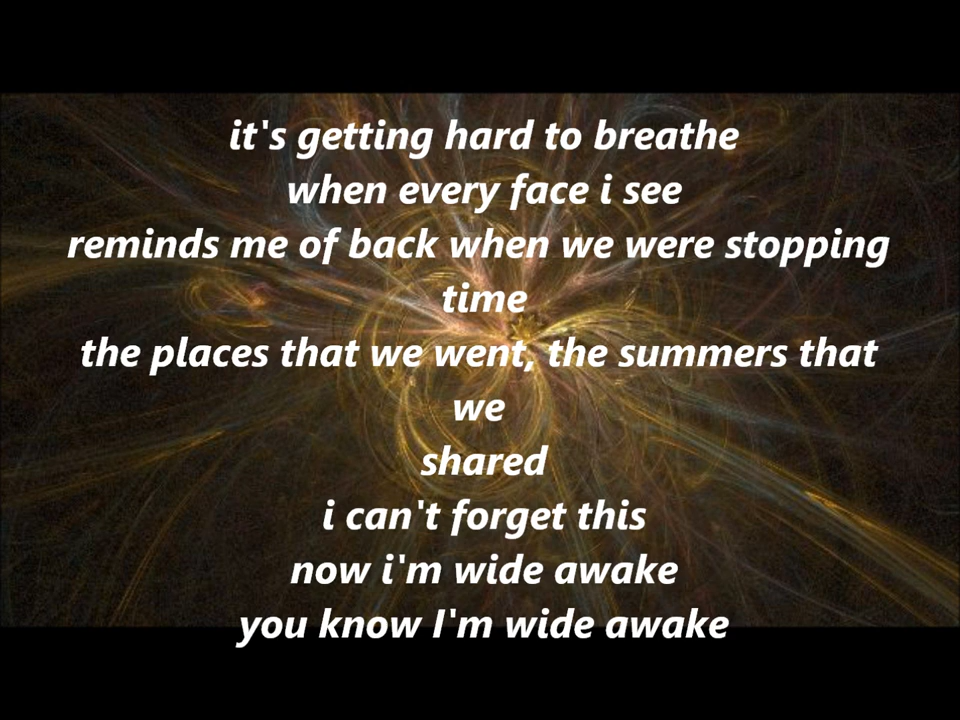 it's getting hard to breathe
when every face i see
reminds me of back when we were stopping
time
the places that we went, the summers that
we
shared
i can't forget this
now i'm wide awake
you know I'm wide awake